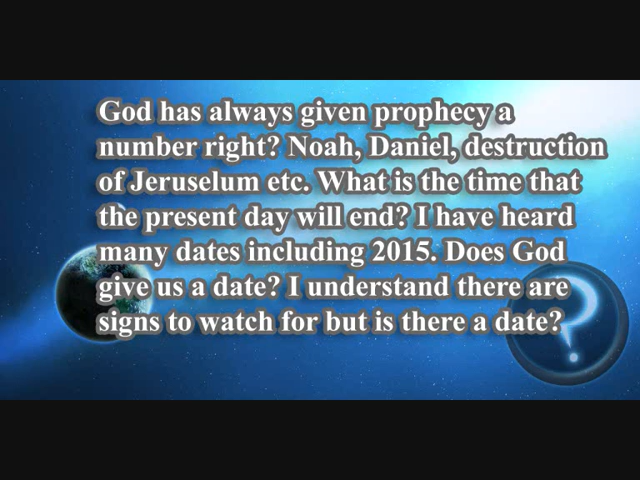 God has always given prophecy a
number right? Noah, Daniel, destruction
of Jeruselum etc. What is the time that
the present day will end? I have heard
many dates including 2015. Does God
give us a date? I understand there are
signs to watch for but is there a date?
?